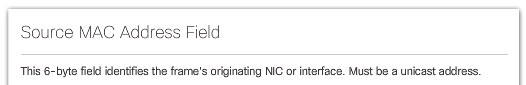 Source MAC Address Field
This 6-byte field identifies the frame's originating NIC or interface. Must be a unicast address.